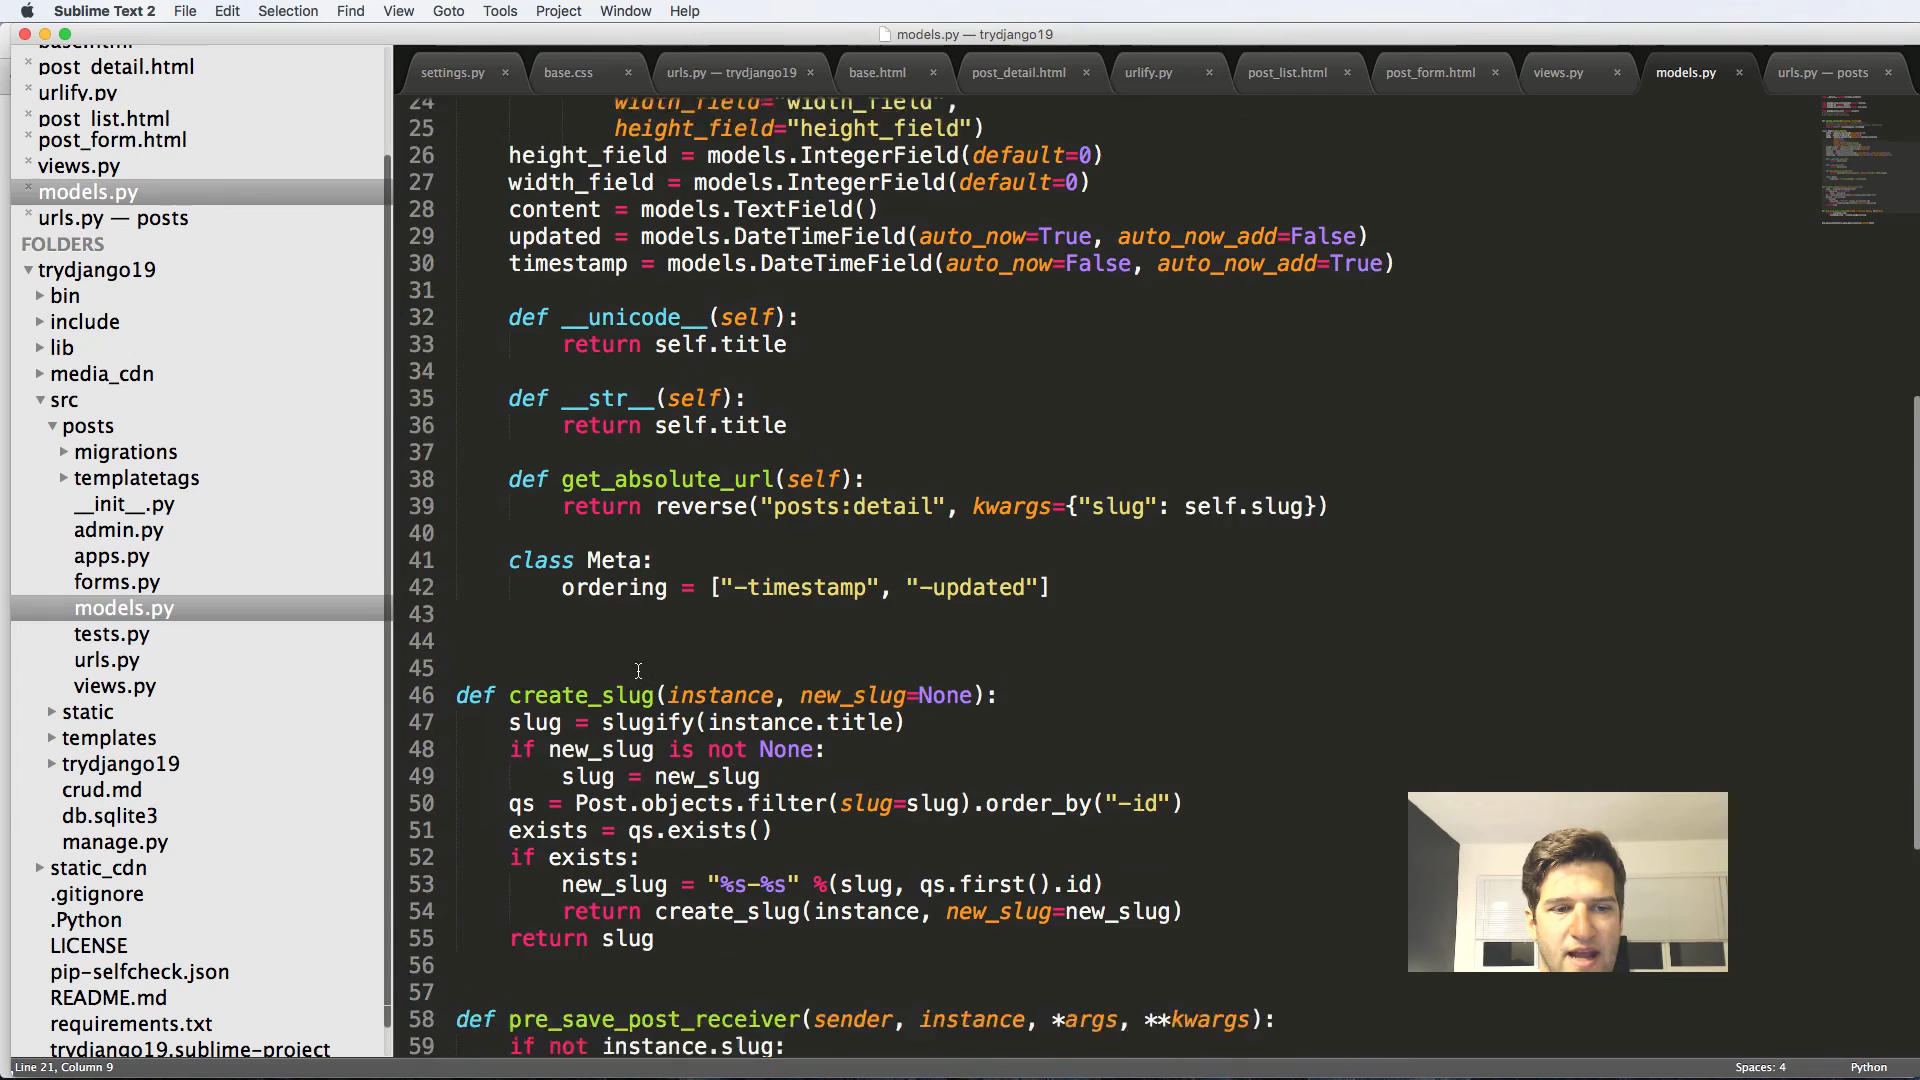 Sublime Text 2 File Edit Selection Find View Goto Tools Project Window Help
models.py — trydjango19
settings.py × base.css × urls.py — trydjango19 × base.html × post_detail.html × urlify.py × post_list.html × post_form.html × views.py × models.py × urls.py — posts ×
base.html
post_detail.html
urlify.py
post_list.html
post_form.html
views.py
models.py
urls.py — posts
FOLDERS
trydjango19
bin
include
lib
media_cdn
src
posts
migrations
templatetags
__init__.py
admin.py
apps.py
forms.py
models.py
tests.py
urls.py
views.py
static
templates
trydjango19
crud.md
db.sqlite3
manage.py
static_cdn
.gitignore
.Python
LICENSE
pip-selfcheck.json
README.md
requirements.txt
trydjango19.sublime-project
24 width_field="width_field",
25 height_field="height_field")
26 height_field = models.IntegerField(default=0)
27 width_field = models.IntegerField(default=0)
28 content = models.TextField()
29 updated = models.DateTimeField(auto_now=True, auto_now_add=False)
30 timestamp = models.DateTimeField(auto_now=False, auto_now_add=True)
31
32 def __unicode__(self):
33 return self.title
34
35 def __str__(self):
36 return self.title
37
38 def get_absolute_url(self):
39 return reverse("posts:detail", kwargs={"slug": self.slug})
40
41 class Meta:
42 ordering = ["-timestamp", "-updated"]
43
44
45
46 def create_slug(instance, new_slug=None):
47 slug = slugify(instance.title)
48 if new_slug is not None:
49 slug = new_slug
50 qs = Post.objects.filter(slug=slug).order_by("-id")
51 exists = qs.exists()
52 if exists:
53 new_slug = "%s-%s" %(slug, qs.first().id)
54 return create_slug(instance, new_slug=new_slug)
55 return slug
56
57
58 def pre_save_post_receiver(sender, instance, *args, **kwargs):
59 if not instance.slug:
Line 21, Column 9 Spaces: 4 Python